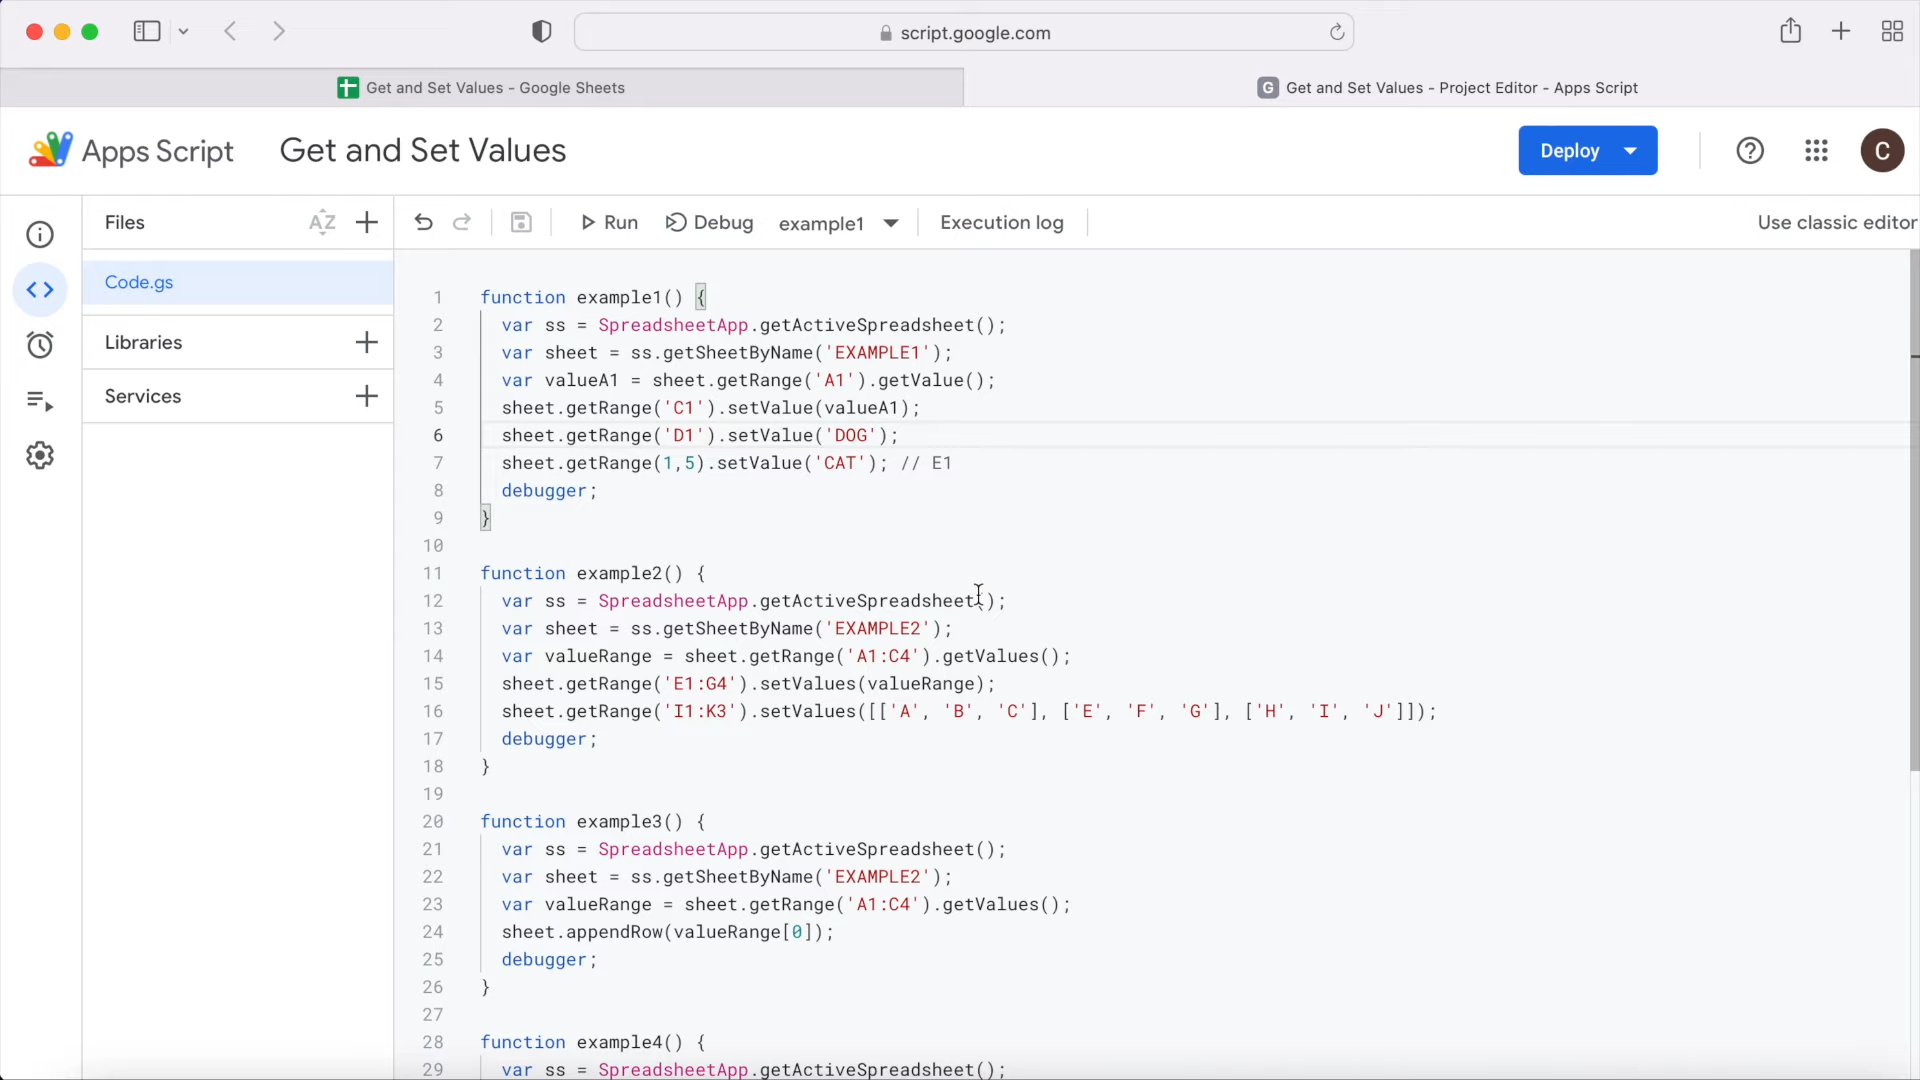 script.google.com
Get and Set Values - Google Sheets
G Get and Set Values - Project Editor - Apps Script
Apps Script Get and Set Values Deploy C
Files AZ Run Debug example1 Execution log Use classic editor
Code.gs
Libraries
Services
1 function example1() {
2 var ss = SpreadsheetApp.getActiveSpreadsheet();
3 var sheet = ss.getSheetByName('EXAMPLE1');
4 var valueA1 = sheet.getRange('A1').getValue();
5 sheet.getRange('C1').setValue(valueA1);
6 sheet.getRange('D1').setValue('DOG');
7 sheet.getRange(1,5).setValue('CAT'); // E1
8 debugger;
9 }
10
11 function example2() {
12 var ss = SpreadsheetApp.getActiveSpreadsheet();
13 var sheet = ss.getSheetByName('EXAMPLE2');
14 var valueRange = sheet.getRange('A1:C4').getValues();
15 sheet.getRange('E1:G4').setValues(valueRange);
16 sheet.getRange('I1:K3').setValues([['A', 'B', 'C'], ['E', 'F', 'G'], ['H', 'I', 'J']]);
17 debugger;
18 }
19
20 function example3() {
21 var ss = SpreadsheetApp.getActiveSpreadsheet();
22 var sheet = ss.getSheetByName('EXAMPLE2');
23 var valueRange = sheet.getRange('A1:C4').getValues();
24 sheet.appendRow(valueRange[0]);
25 debugger;
26 }
27
28 function example4() {
29 var ss = SpreadsheetApp.getActiveSpreadsheet();